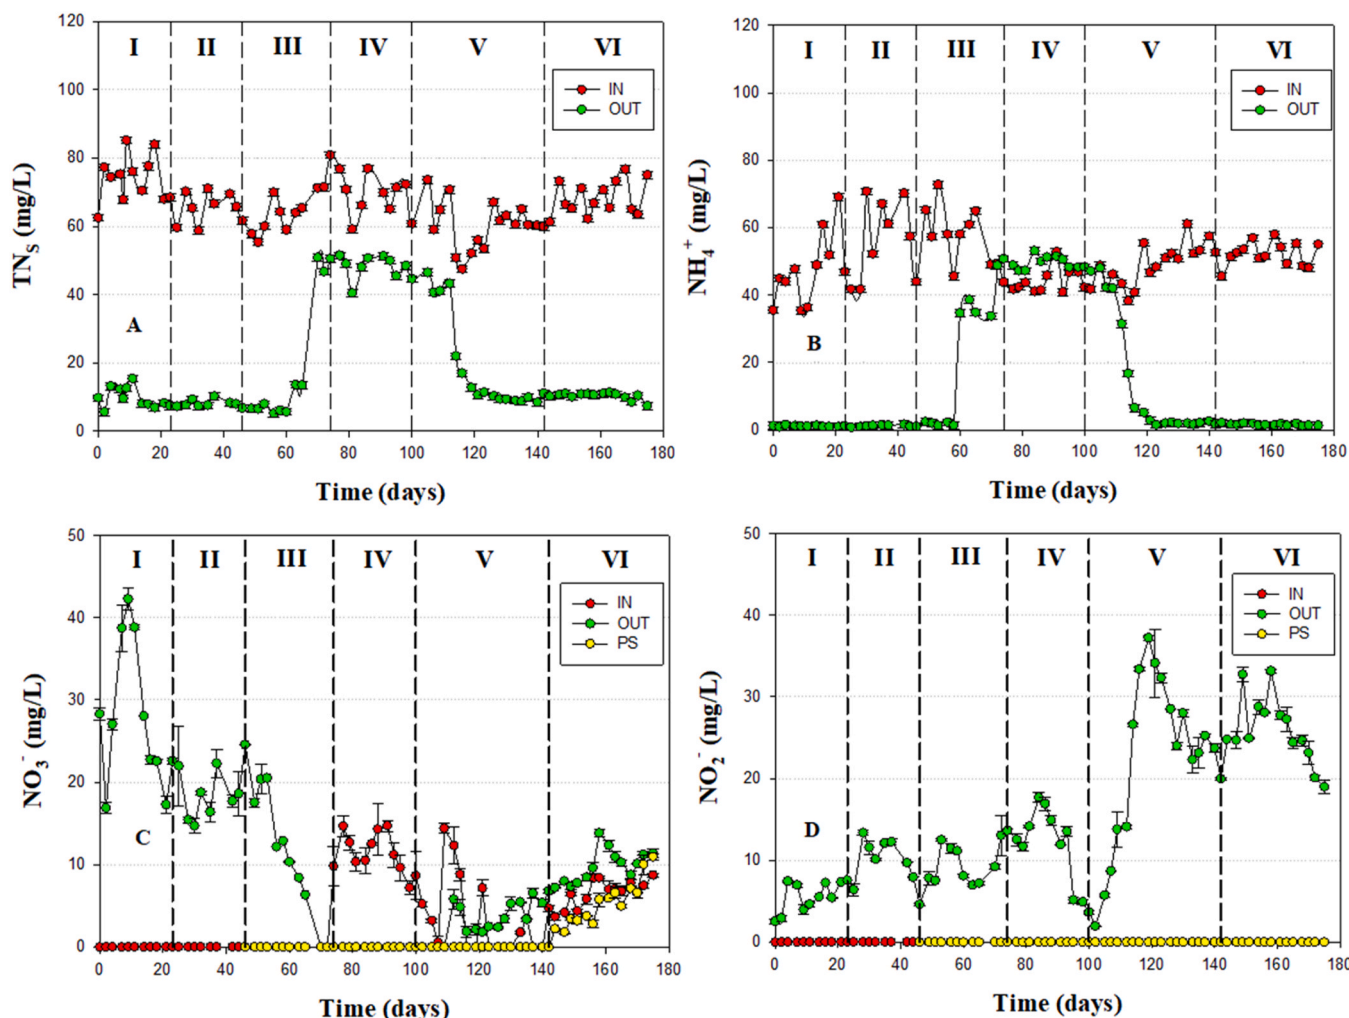 120
I II III IV V VI
IN
OUT
100
80
60
40
20
0
TNS (mg/L)
A
0 20 40 60 80 100 120 140 160 180
Time (days)
120
I II III IV V VI
IN
OUT
100
80
60
40
20
0
NH4+ (mg/L)
B
0 20 40 60 80 100 120 140 160 180
Time (days)
50
I II III IV V VI
IN
OUT
PS
40
30
20
10
0
NO3- (mg/L)
C
0 20 40 60 80 100 120 140 160 180
Time (days)
50
I II III IV V VI
IN
OUT
PS
40
30
20
10
0
NO2- (mg/L)
D
0 20 40 60 80 100 120 140 160 180
Time (days)